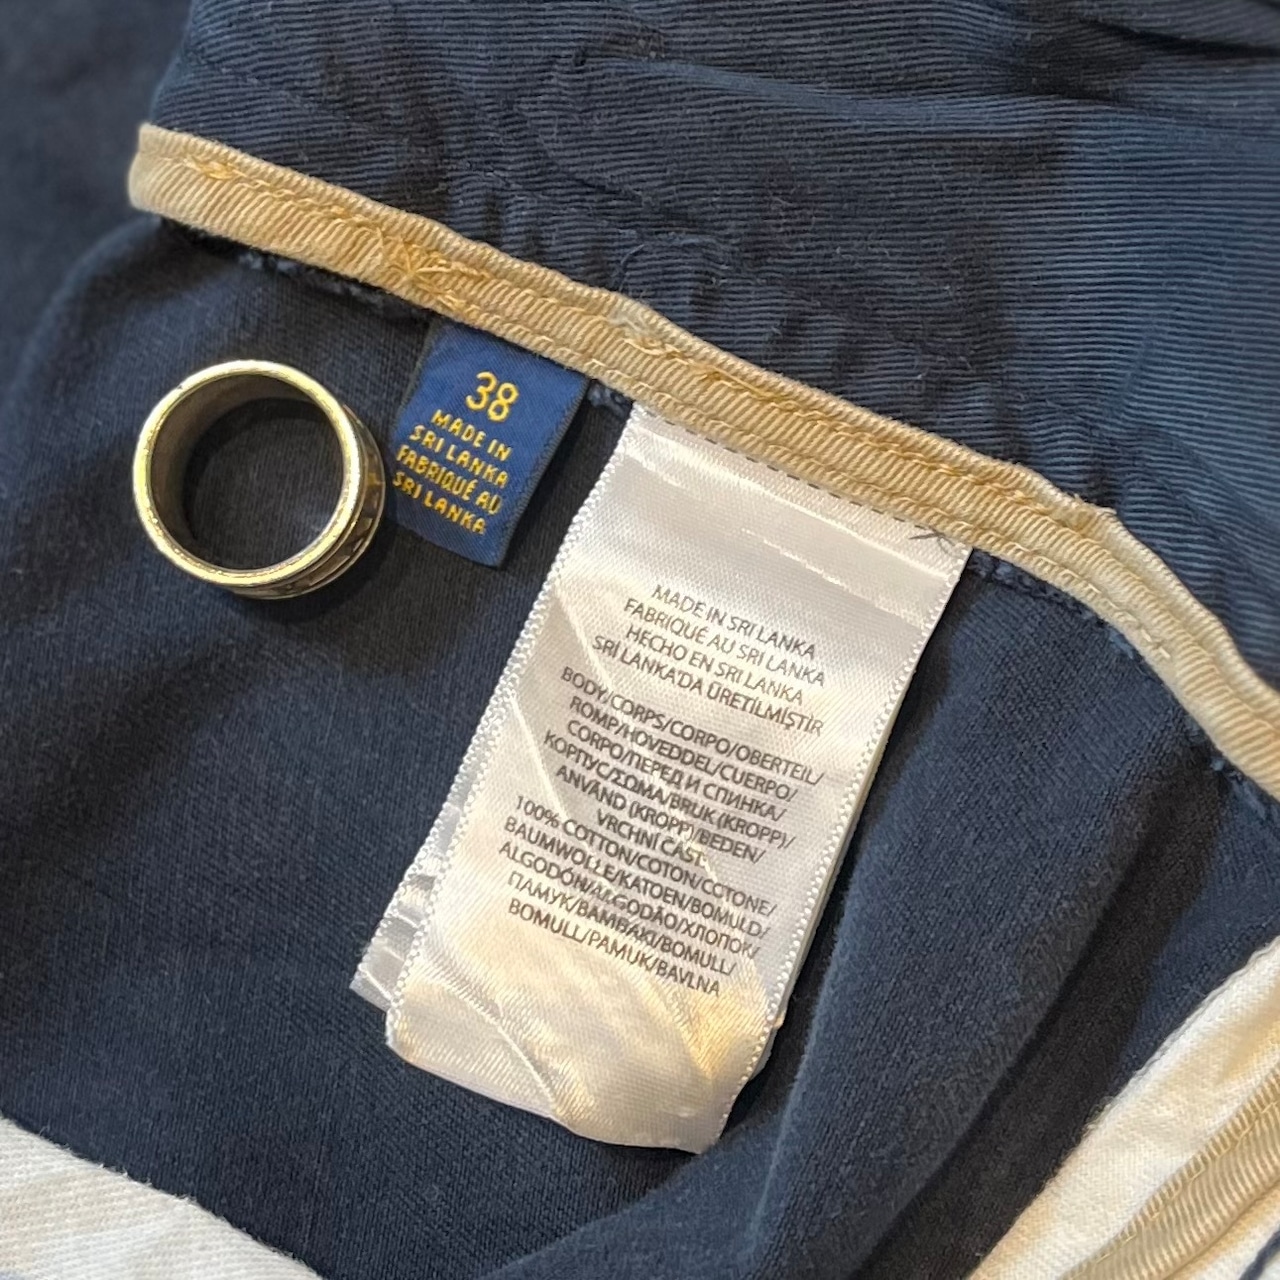 38
MADE IN
SRI LANKA
FABRIQUÉ AU
SRI LANKA
MADE IN SRI LANKA
FABRIQUÉ AU SRI LANKA
HECHO EN SRI LANKA
SRI LANKA'DA ÜRETİLMİŞTİR
BODY/CORPS/CORPO/OBERTEIL/
ROMP/HOVEDDEL/CUERPO/
CORPO/ПЕРЕД И СПИНКА/
КОРПУС/ΣΩΜΑ/BRUK (KROPP)/
ANVÄND (KROPP)/BEDEN/
VRCHNÍ ČÁST:
100% COTTON/COTON/COTONE/
BAUMWOLLE/KATOEN/BOMULD/
ALGODÓN/ALGODÃO/ХЛОПОК/
ПАМУК/ΒΑΜΒΑΚΙ/BOMULL/
BOMULL/PAMUK/BAVLNA